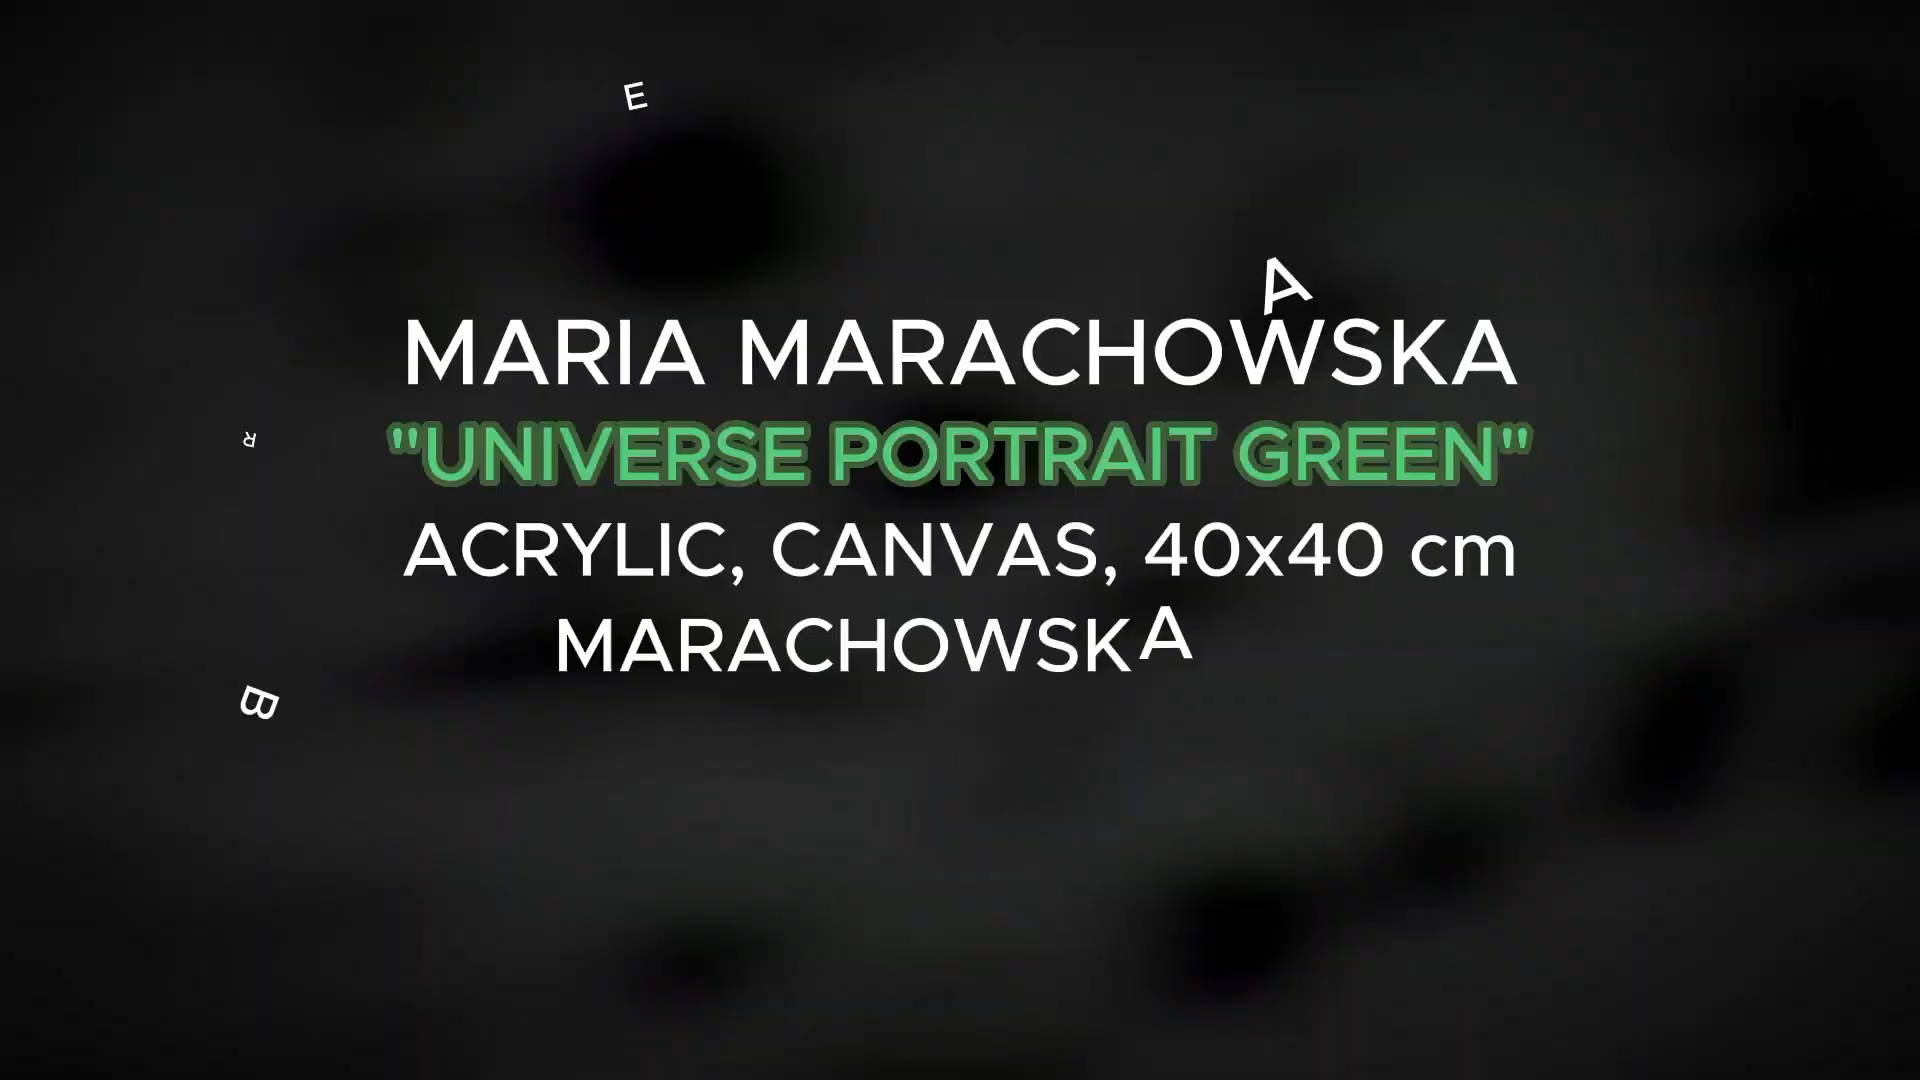 E
A
MARIA MARACHOWSKA
"UNIVERSE PORTRAIT GREEN"
R
ACRYLIC, CANVAS, 40x40 cm
MARACHOWSKA
B